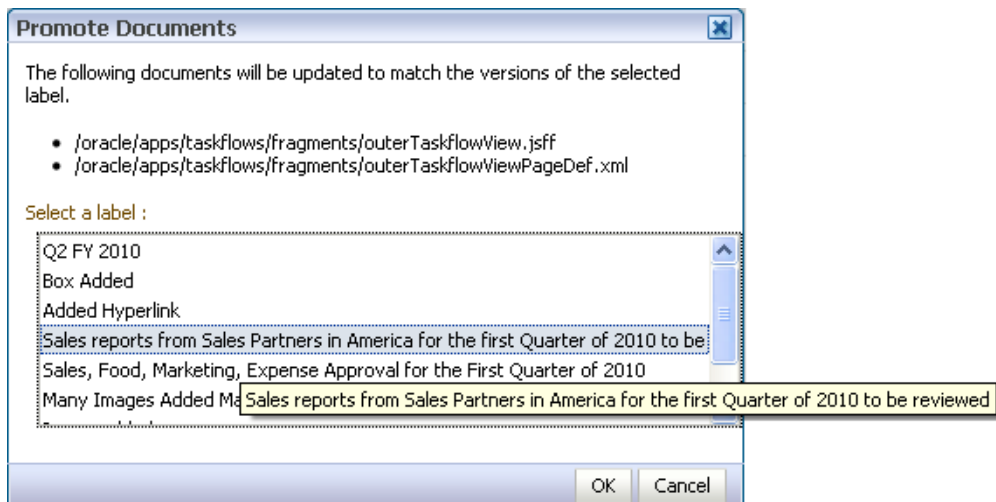 Promote Documents
The following documents will be updated to match the versions of the selected
label.
/oracle/apps/taskflows/fragments/outerTaskflowView.jsff
/oracle/apps/taskflows/fragments/outerTaskflowViewPageDef.xml
Select a label :
Q2 FY 2010
Box Added
Added Hyperlink
Sales reports from Sales Partners in America for the first Quarter of 2010 to be
Sales, Food, Marketing, Expense Approval for the First Quarter of 2010
Many Images Added
Sales reports from Sales Partners in America for the first Quarter of 2010 to be reviewed
OK Cancel